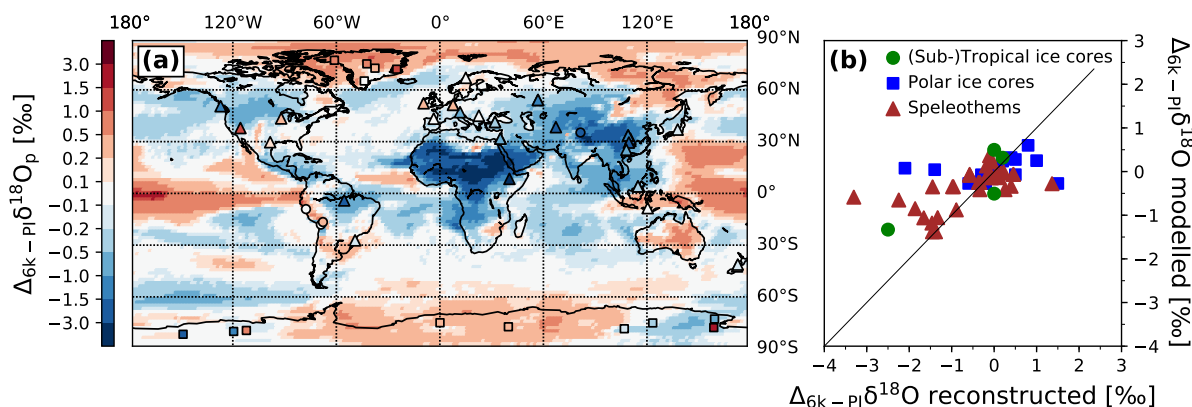 180° 120°W 60°W 0° 60°E 120°E 180°
(a)
Δ6k−PIδ18Op [‰]
3.0
1.5
1.0
0.5
0.2
0.1
−0.1
−0.2
−0.5
−1.0
−1.5
−3.0
90°N
60°N
30°N
0°
30°S
60°S
90°S
(b)
(Sub-)Tropical ice cores
Polar ice cores
Speleothems
3
2
1
0
−1
−2
−3
−4
Δ6k−PIδ18O modelled [‰]
−4 −3 −2 −1 0 1 2 3
Δ6k−PIδ18O reconstructed [‰]